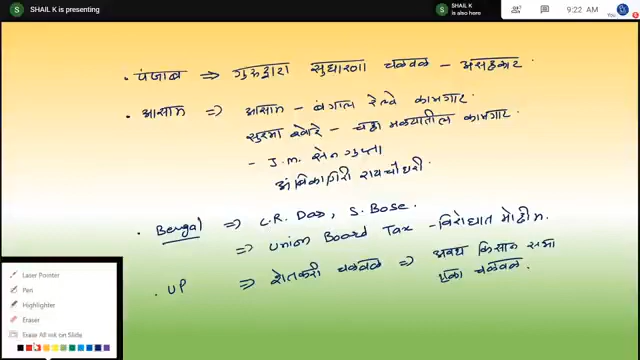 S SHAIL K is presenting
SHAIL K is also here
7
9:22 AM
You
• पंजाब ⇒ गुरुद्वारा सुधारणा चळवळ - असहकार.
• आसाम ⇒ आसाम - बंगाल रेल्वे कामगार
सुरमा खोरे - चहा मळ्यातील कामगार
- J.M. सेन गुप्ता
अंबिकागिरी रायचौधरी.
• Bengal ⇒ C.R. Das, S. Bose.
⇒ Union Board Tax - विरोधात मोहीम.
• UP ⇒ शेतकरी चळवळ ⇒ अवध किसान सभा
एका चळवळ.
Laser Pointer
Pen
Highlighter
Eraser
Erase All Ink on Slide